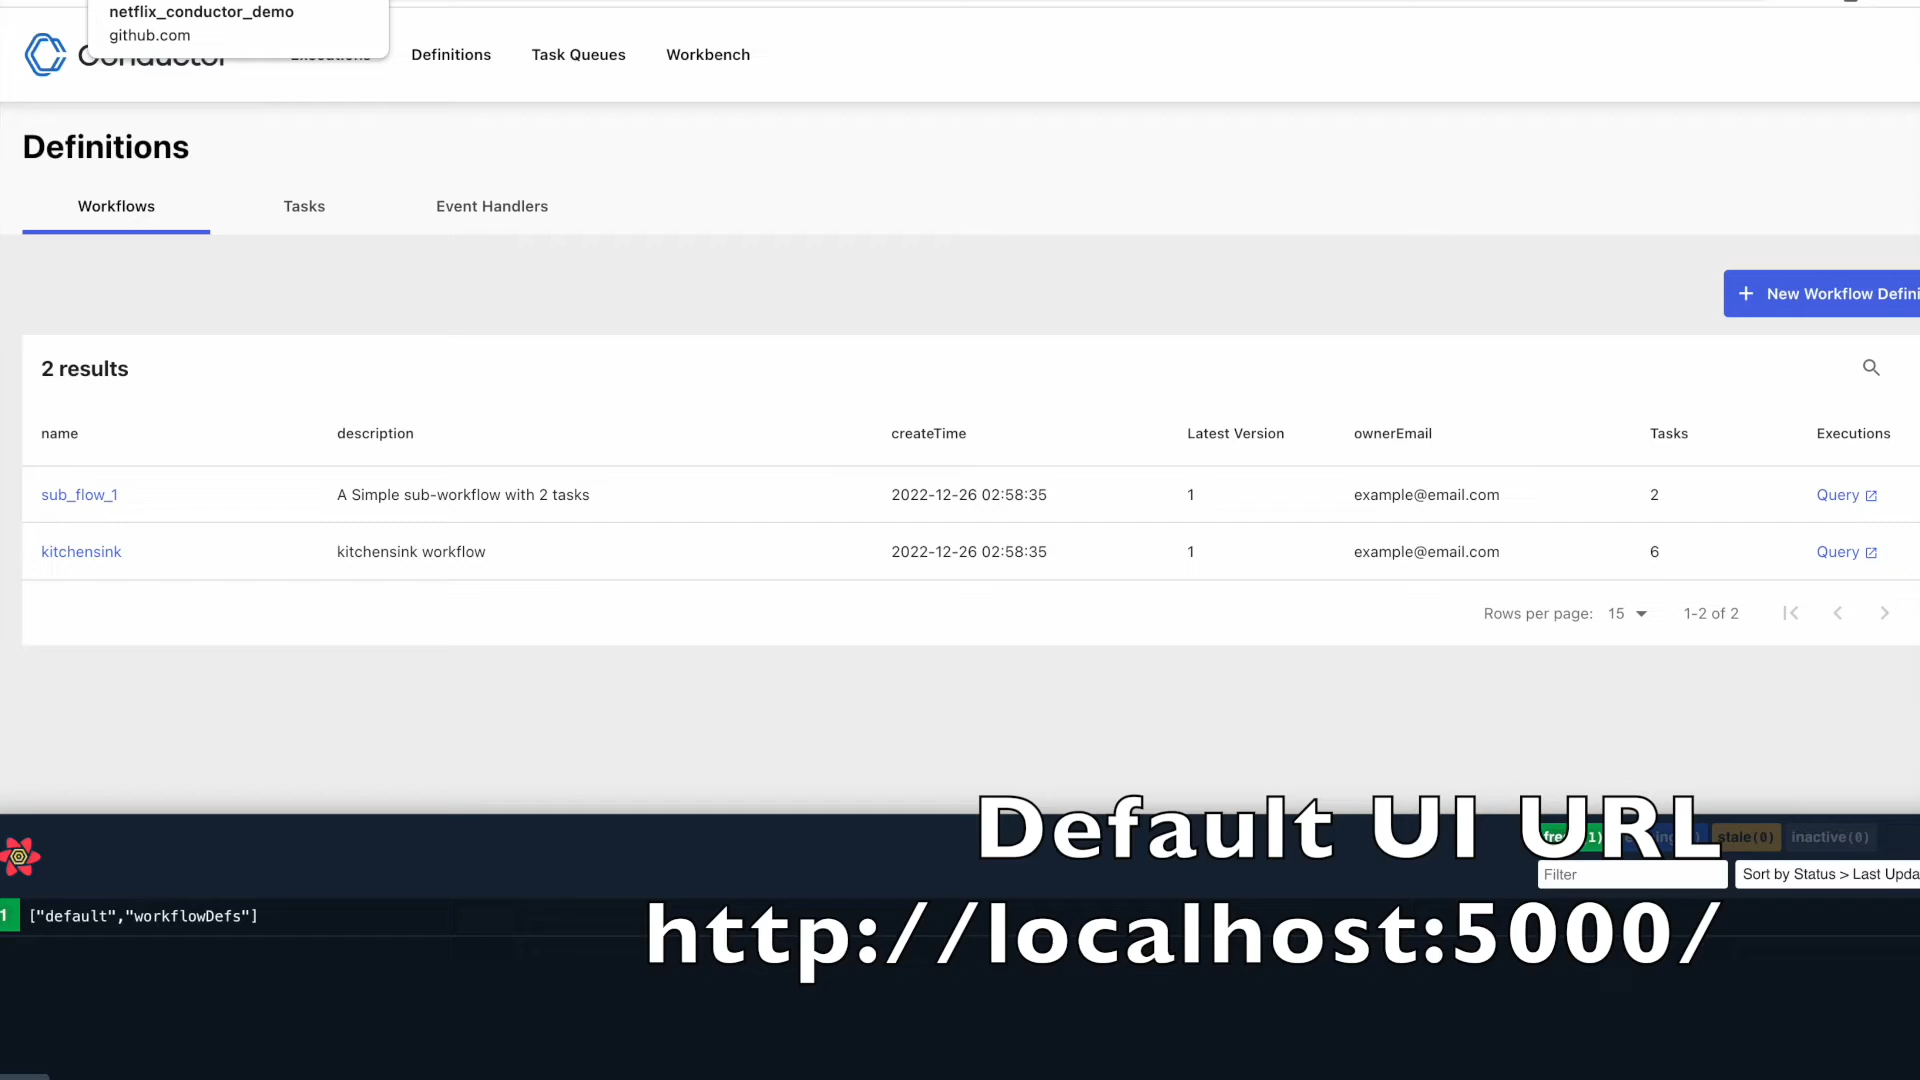 netflix_conductor_demo
github.com
Conductor Executions Definitions Task Queues Workbench
Definitions
Workflows Tasks Event Handlers
+ New Workflow Defini
2 results
name description createTime Latest Version ownerEmail Tasks Executions
sub_flow_1 A Simple sub-workflow with 2 tasks 2022-12-26 02:58:35 1 example@email.com 2 Query
kitchensink kitchensink workflow 2022-12-26 02:58:35 1 example@email.com 6 Query
Rows per page: 15 1-2 of 2
Default UI URL
stale(0) inactive(0)
Filter Sort by Status > Last Upda
1 ["default","workflowDefs"]
http://localhost:5000/